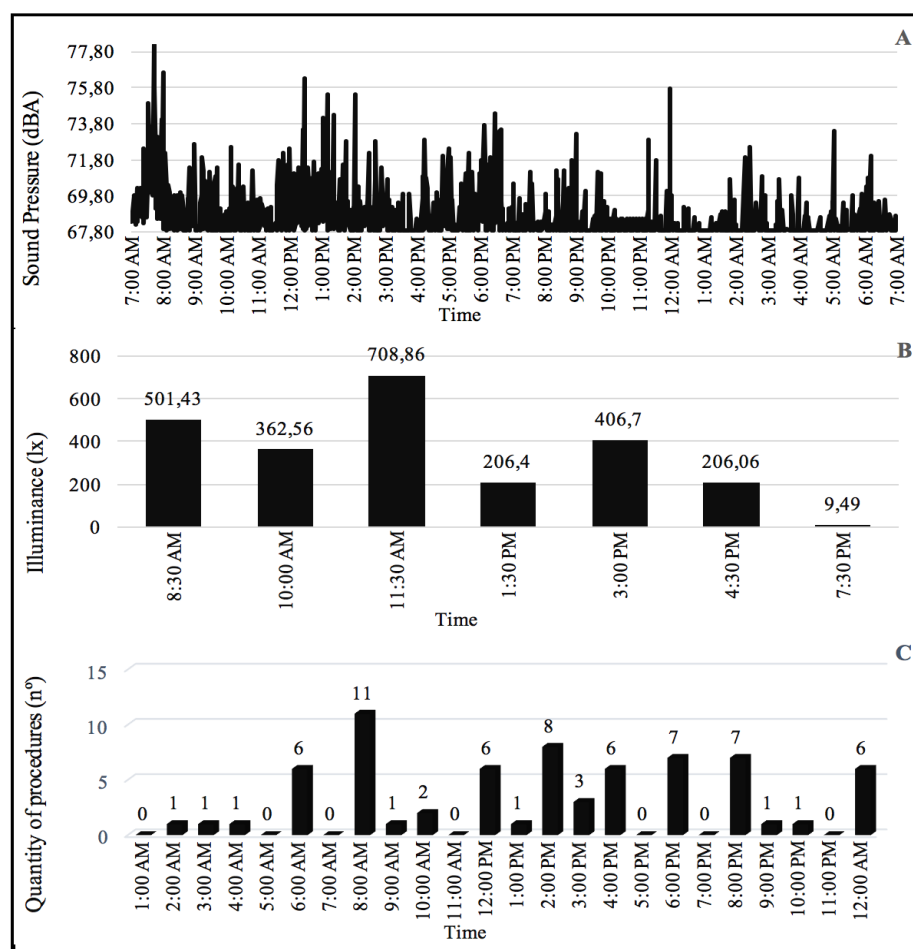 A
Sound Pressure (dBA)
77,80
75,80
73,80
71,80
69,80
67,80
7:00 AM
8:00 AM
9:00 AM
10:00 AM
11:00 AM
12:00 PM
1:00 PM
2:00 PM
3:00 PM
4:00 PM
5:00 PM
6:00 PM
7:00 PM
8:00 PM
9:00 PM
10:00 PM
11:00 PM
12:00 AM
1:00 AM
2:00 AM
3:00 AM
4:00 AM
5:00 AM
6:00 AM
7:00 AM
Time
B
Illuminance (lx)
800
600
400
200
0
501,43
362,56
708,86
206,4
406,7
206,06
9,49
8:30 AM
10:00 AM
11:30 AM
1:30 PM
3:00 PM
4:30 PM
7:30 PM
Time
C
Quantity of procedures (nº)
15
10
5
0
0
1
1
1
0
6
0
11
1
2
0
6
1
8
3
6
0
7
0
7
1
1
0
6
1:00 AM
2:00 AM
3:00 AM
4:00 AM
5:00 AM
6:00 AM
7:00 AM
8:00 AM
9:00 AM
10:00 AM
11:00 AM
12:00 PM
1:00 PM
2:00 PM
3:00 PM
4:00 PM
5:00 PM
6:00 PM
7:00 PM
8:00 PM
9:00 PM
10:00 PM
11:00 PM
12:00 AM
Time